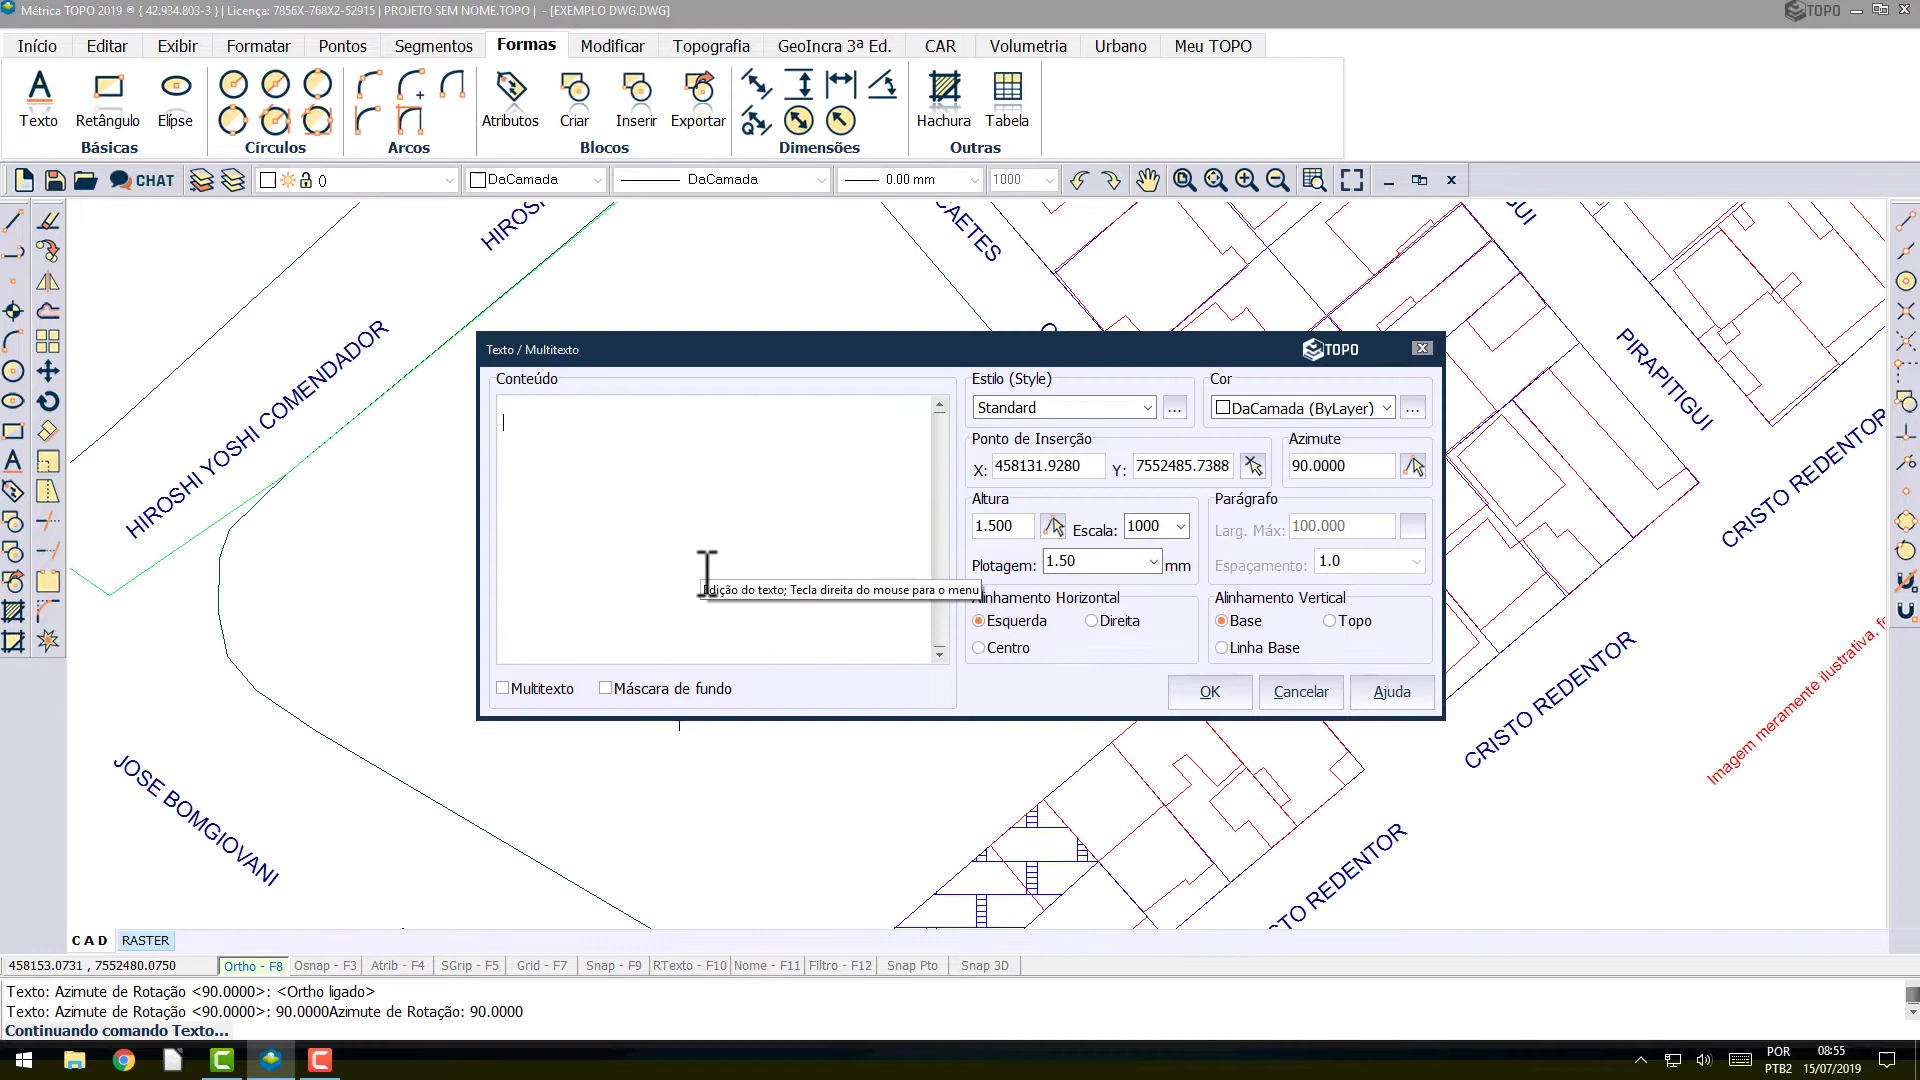 Métrica TOPO 2019 ® { 42.934.803-3 } | Licença: 7856X-768X2-52915 | PROJETO SEM NOME.TOPO | - [EXEMPLO DWG.DWG]
TOPO
Início Editar Exibir Formatar Pontos Segmentos Formas Modificar Topografia GeoIncra 3ª Ed. CAR Volumetria Urbano Meu TOPO
Texto Retângulo Elípse Atributos Criar Inserir Exportar Hachura Tabela
Básicas Círculos Arcos Blocos Dimensões Outras
CHAT 0 DaCamada DaCamada 0.00 mm 1000
HIROS
CAETES
GUI
HIROSHI YOSHI COMENDADOR
PIRAPITIGUI
CRISTO REDENTOR
Texto / Multitexto TOPO
Conteúdo
Estilo (Style) Cor
Standard ... DaCamada (ByLayer) ...
Ponto de Inserção Azimute
X: 458131.9280 Y: 7552485.7388 90.0000
Altura Parágrafo
1.500 Escala: 1000 Larg. Máx: 100.000
Plotagem: 1.50 mm Espaçamento: 1.0
Edição do texto; Tecla direita do mouse para o menu
Alinhamento Horizontal Alinhamento Vertical
Esquerda Direita Base Topo
Centro Linha Base
Multitexto Máscara de fundo
OK Cancelar Ajuda
CRISTO REDENTOR
Imagem meramente ilustrativa, fo
JOSE BOMGIOVANI
STO REDENTOR
CAD RASTER
458153.0731 , 7552480.0750 Ortho - F8 Osnap - F3 Atrib - F4 SGrip - F5 Grid - F7 Snap - F9 RTexto - F10 Nome - F11 Filtro - F12 Snap Pto Snap 3D
Texto: Azimute de Rotação <90.0000>: <Ortho ligado>
Texto: Azimute de Rotação <90.0000>: 90.0000Azimute de Rotação: 90.0000
Continuando comando Texto...
POR 08:55
PTB2 15/07/2019